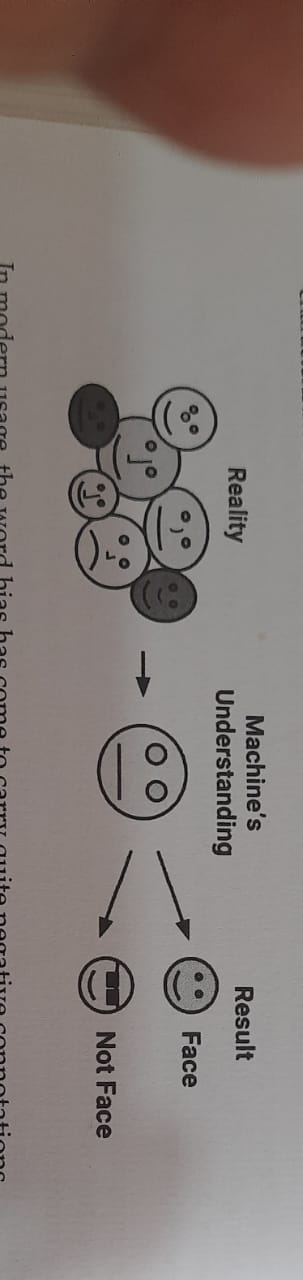 Reality
Machine's
Understanding
Result
Face
Not Face
In modern usage, the word bias has come to carry quite negative connotations